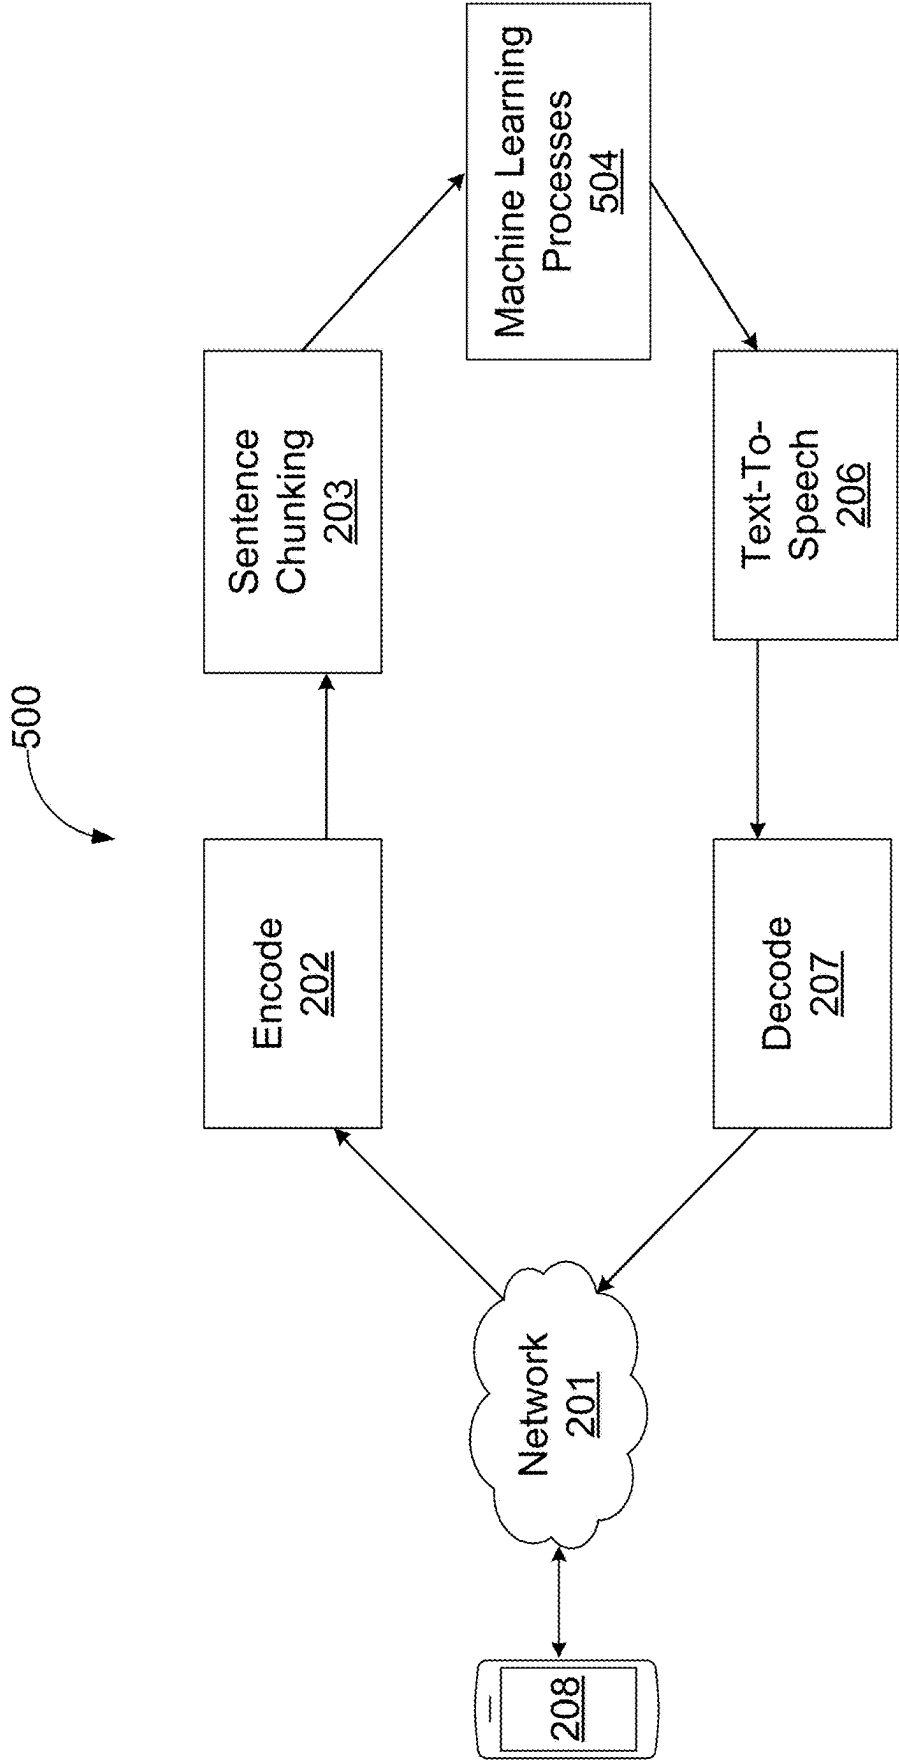 500
Encode
202
Sentence
Chunking
203
Machine Learning
Processes
504
Text-To-
Speech
206
Decode
207
Network
201
208